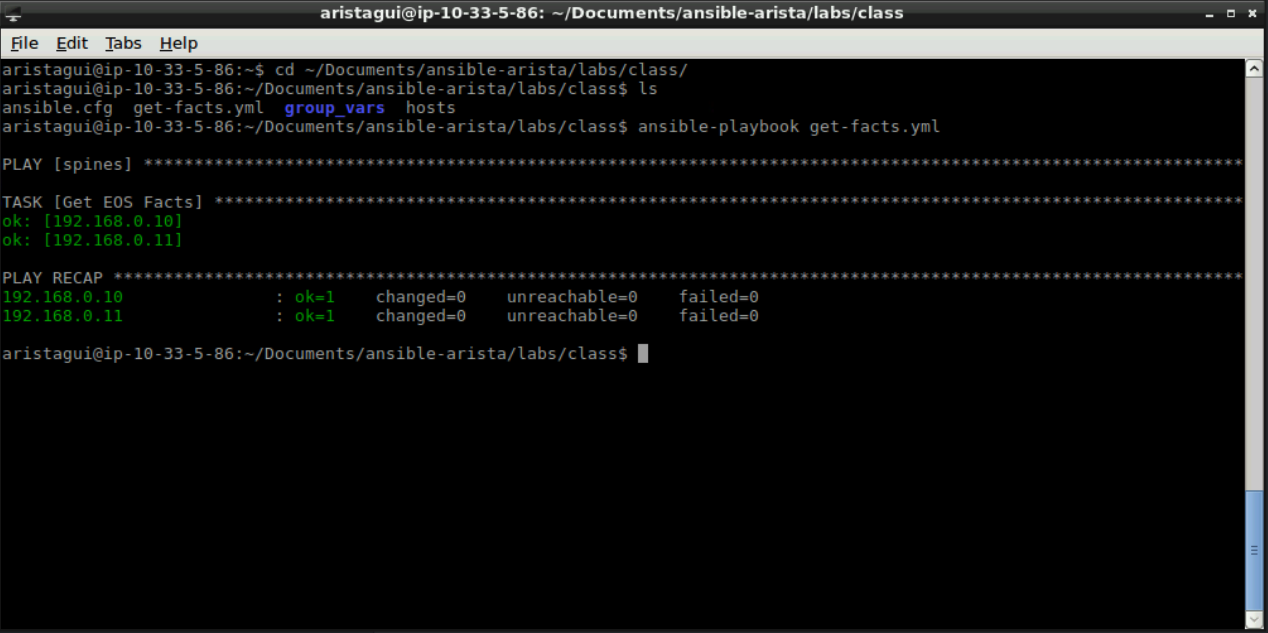 aristagui@ip-10-33-5-86: ~/Documents/ansible-arista/labs/class
File Edit Tabs Help
aristagui@ip-10-33-5-86:~$ cd ~/Documents/ansible-arista/labs/class/
aristagui@ip-10-33-5-86:~/Documents/ansible-arista/labs/class$ ls
ansible.cfg  get-facts.yml  group_vars  hosts
aristagui@ip-10-33-5-86:~/Documents/ansible-arista/labs/class$ ansible-playbook get-facts.yml
PLAY [spines] *************************************************************************************************************
TASK [Get EOS Facts] ******************************************************************************************************
ok: [192.168.0.10]
ok: [192.168.0.11]
PLAY RECAP ****************************************************************************************************************
192.168.0.10               : ok=1    changed=0    unreachable=0    failed=0
192.168.0.11               : ok=1    changed=0    unreachable=0    failed=0
aristagui@ip-10-33-5-86:~/Documents/ansible-arista/labs/class$